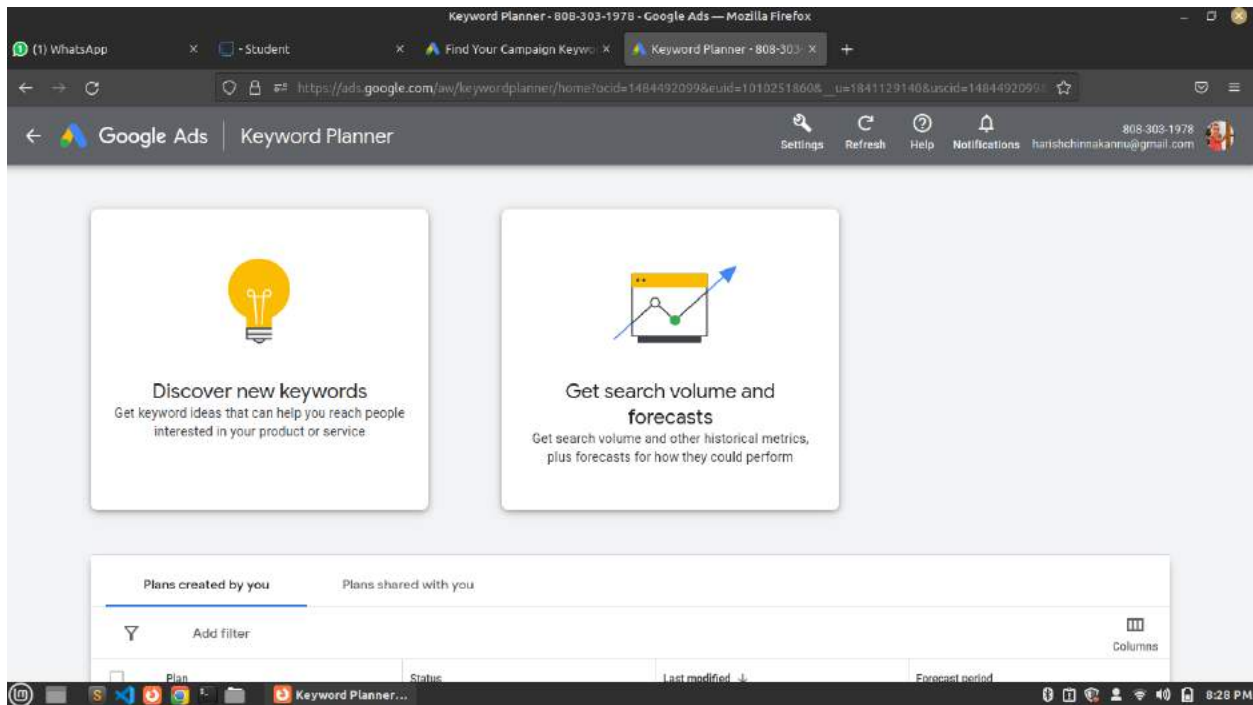 Keyword Planner - 808-303-1978 - Google Ads — Mozilla Firefox
(1) WhatsApp
- Student
Find Your Campaign Keywo
Keyword Planner - 808-303-
https://ads.google.com/aw/keywordplanner/home?ocid=1484492099&euid=1010251860&__u=1841129140&uscid=1484492099
Google Ads
Keyword Planner
Settings
Refresh
Help
Notifications
808-303-1978
harishchinnakannu@gmail.com
Discover new keywords
Get keyword ideas that can help you reach people
interested in your product or service
Get search volume and
forecasts
Get search volume and other historical metrics,
plus forecasts for how they could perform
Plans created by you
Plans shared with you
Add filter
Columns
Plan
Status
Last modified
Forecast period
Keyword Planner...
8:28 PM